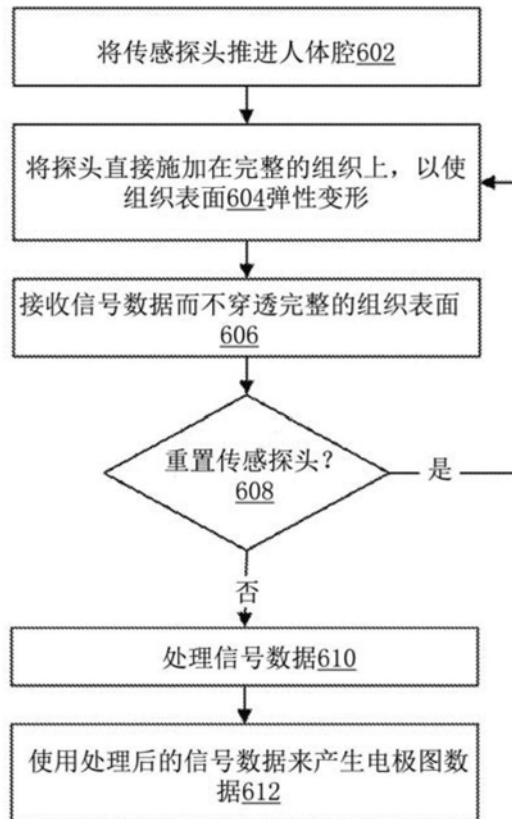 将传感探头推进人体腔602
将探头直接施加在完整的组织上，以使
组织表面604弹性变形
接收信号数据而不穿透完整的组织表面
606
重置传感探头？
608
是
否
处理信号数据610
使用处理后的信号数据来产生电极图数
据612